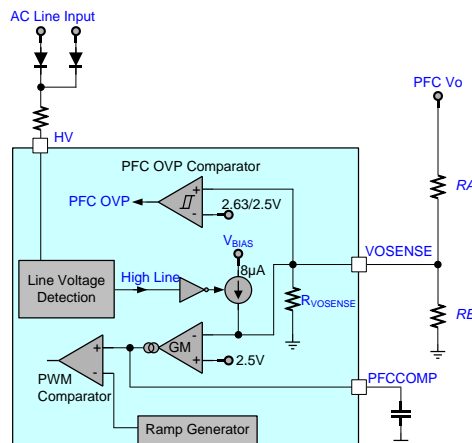 AC Line Input
PFC Vo
HV
PFC OVP Comparator
PFC OVP
+
-
2.63/2.5V
RA
VBIAS
VOSENSE
8μA
Line Voltage
Detection
High Line
RVOSENSE
-
GM
+
2.5V
+
-
PWM
Comparator
PFCCOMP
Ramp Generator